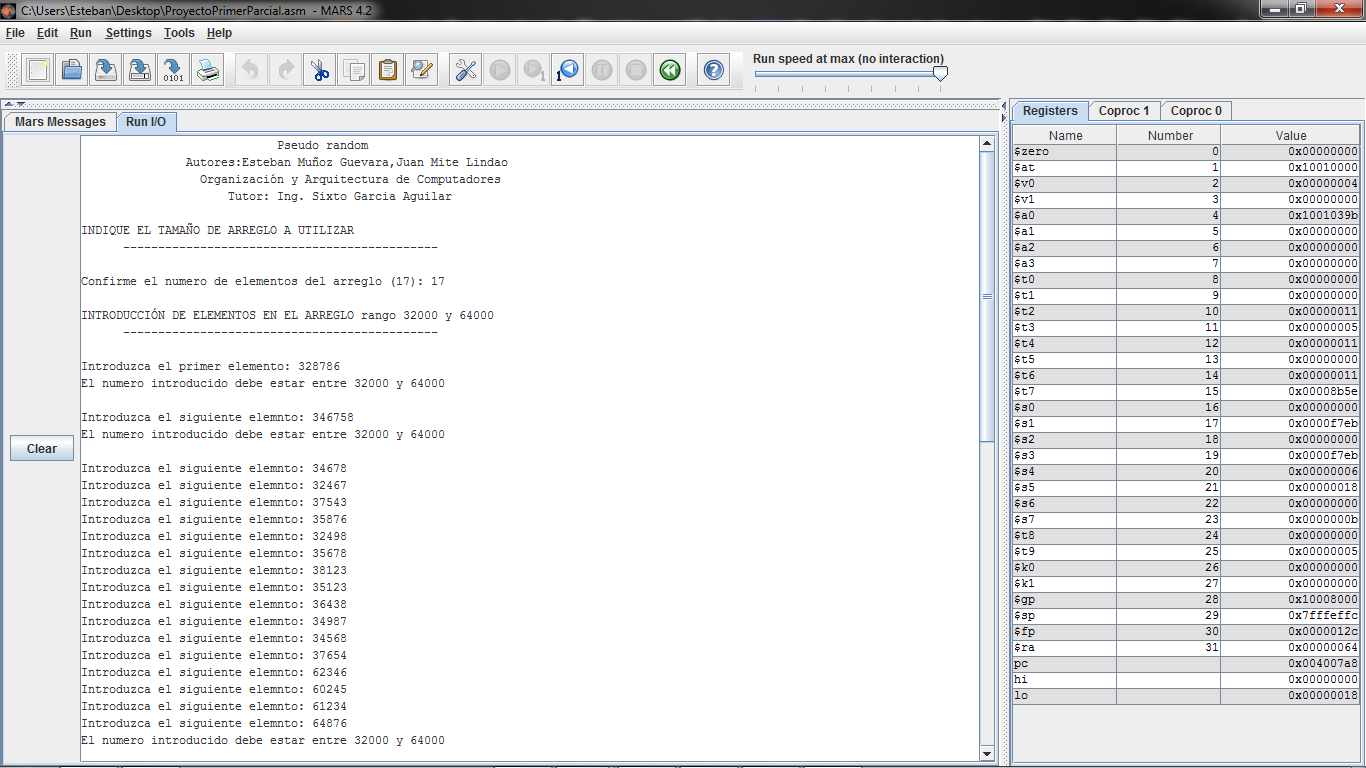 C:\Users\Esteban\Desktop\ProyectoPrimerParcial.asm - MARS 4.2
File Edit Run Settings Tools Help
Run speed at max (no interaction)
Mars Messages Run I/O
Clear
Pseudo random
Autores:Esteban Muñoz Guevara,Juan Mite Lindao
Organización y Arquitectura de Computadores
Tutor: Ing. Sixto Garcia Aguilar
INDIQUE EL TAMAÑO DE ARREGLO A UTILIZAR
---------------------------------------------
Confirme el numero de elementos del arreglo (17): 17
INTRODUCCIÓN DE ELEMENTOS EN EL ARREGLO rango 32000 y 64000
---------------------------------------------
Introduzca el primer elemento: 328786
El numero introducido debe estar entre 32000 y 64000
Introduzca el siguiente elemnto: 346758
El numero introducido debe estar entre 32000 y 64000
Introduzca el siguiente elemnto: 34678
Introduzca el siguiente elemnto: 32467
Introduzca el siguiente elemnto: 37543
Introduzca el siguiente elemnto: 35876
Introduzca el siguiente elemnto: 32498
Introduzca el siguiente elemnto: 35678
Introduzca el siguiente elemnto: 38123
Introduzca el siguiente elemnto: 35123
Introduzca el siguiente elemnto: 36438
Introduzca el siguiente elemnto: 34987
Introduzca el siguiente elemnto: 34568
Introduzca el siguiente elemnto: 37654
Introduzca el siguiente elemnto: 62346
Introduzca el siguiente elemnto: 60245
Introduzca el siguiente elemnto: 61234
Introduzca el siguiente elemnto: 64876
El numero introducido debe estar entre 32000 y 64000
Registers Coproc 1 Coproc 0
Name Number Value
$zero 0 0x00000000
$at 1 0x10010000
$v0 2 0x00000004
$v1 3 0x00000000
$a0 4 0x1001039b
$a1 5 0x00000000
$a2 6 0x00000000
$a3 7 0x00000000
$t0 8 0x00000000
$t1 9 0x00000000
$t2 10 0x00000011
$t3 11 0x00000005
$t4 12 0x00000011
$t5 13 0x00000000
$t6 14 0x00000011
$t7 15 0x00008b5e
$s0 16 0x00000000
$s1 17 0x0000f7eb
$s2 18 0x00000000
$s3 19 0x0000f7eb
$s4 20 0x00000006
$s5 21 0x00000018
$s6 22 0x00000000
$s7 23 0x0000000b
$t8 24 0x00000000
$t9 25 0x00000005
$k0 26 0x00000000
$k1 27 0x00000000
$gp 28 0x10008000
$sp 29 0x7fffeffc
$fp 30 0x0000012c
$ra 31 0x00000064
pc 0x004007a8
hi 0x00000000
lo 0x00000018